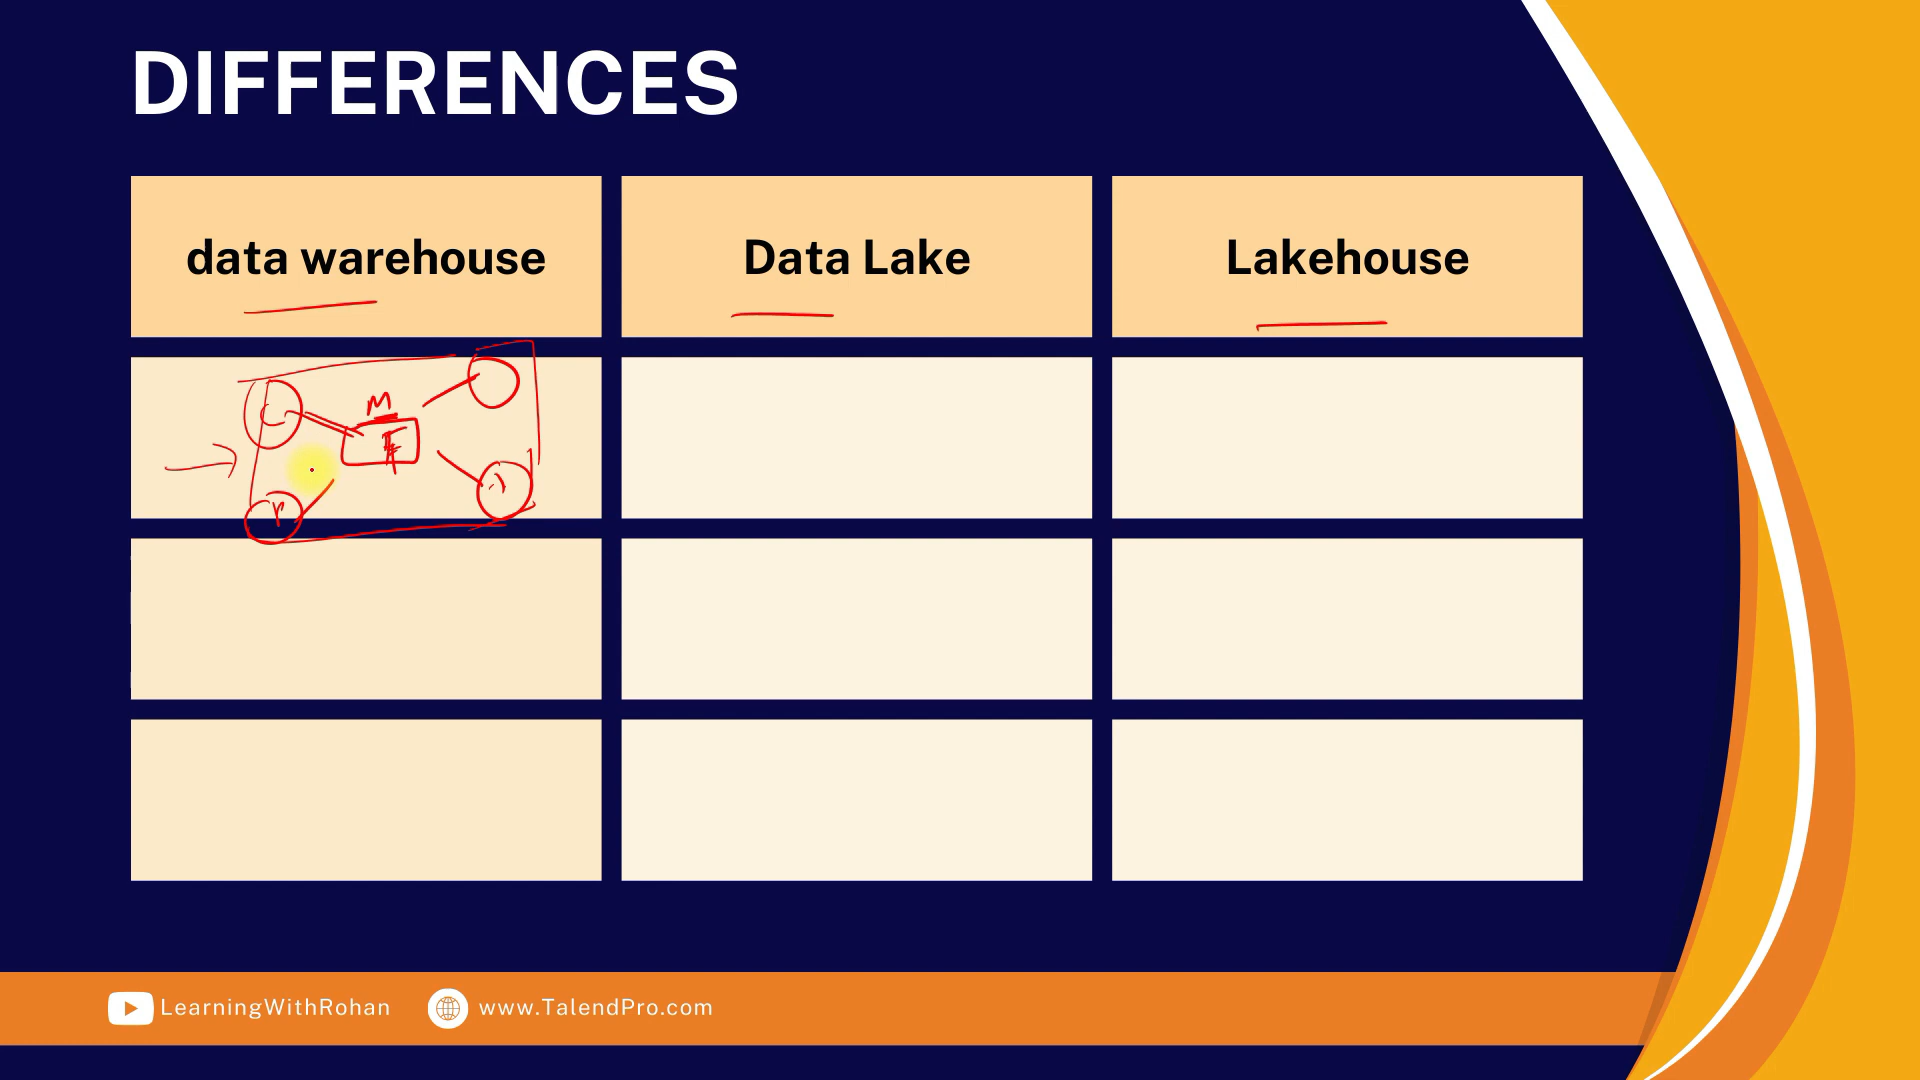 DIFFERENCES
data warehouse
Data Lake
Lakehouse
M
C
F
P
LearningWithRohan
www.TalendPro.com